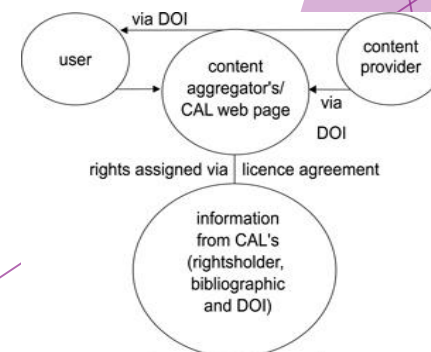 via DOI
user
content
provider
content
aggregator's/
CAL web page
via
DOI
rights assigned via licence agreement
information
from CAL's
(rightsholder,
bibliographic
and DOI)